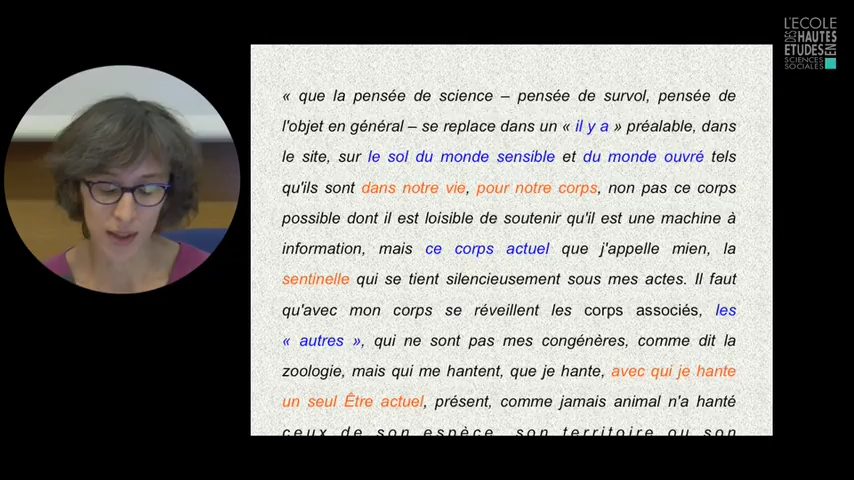 L'ECOLE
DES HAUTES
ETUDES EN
SCIENCES
SOCIALES
« que la pensée de science – pensée de survol, pensée de
l'objet en général – se replace dans un « il y a » préalable, dans
le site, sur le sol du monde sensible et du monde ouvré tels
qu'ils sont dans notre vie, pour notre corps, non pas ce corps
possible dont il est loisible de soutenir qu'il est une machine à
information, mais ce corps actuel que j'appelle mien, la
sentinelle qui se tient silencieusement sous mes actes. Il faut
qu'avec mon corps se réveillent les corps associés, les
« autres », qui ne sont pas mes congénères, comme dit la
zoologie, mais qui me hantent, que je hante, avec qui je hante
un seul Être actuel, présent, comme jamais animal n'a hanté
ceux de son espèce, son territoire ou son